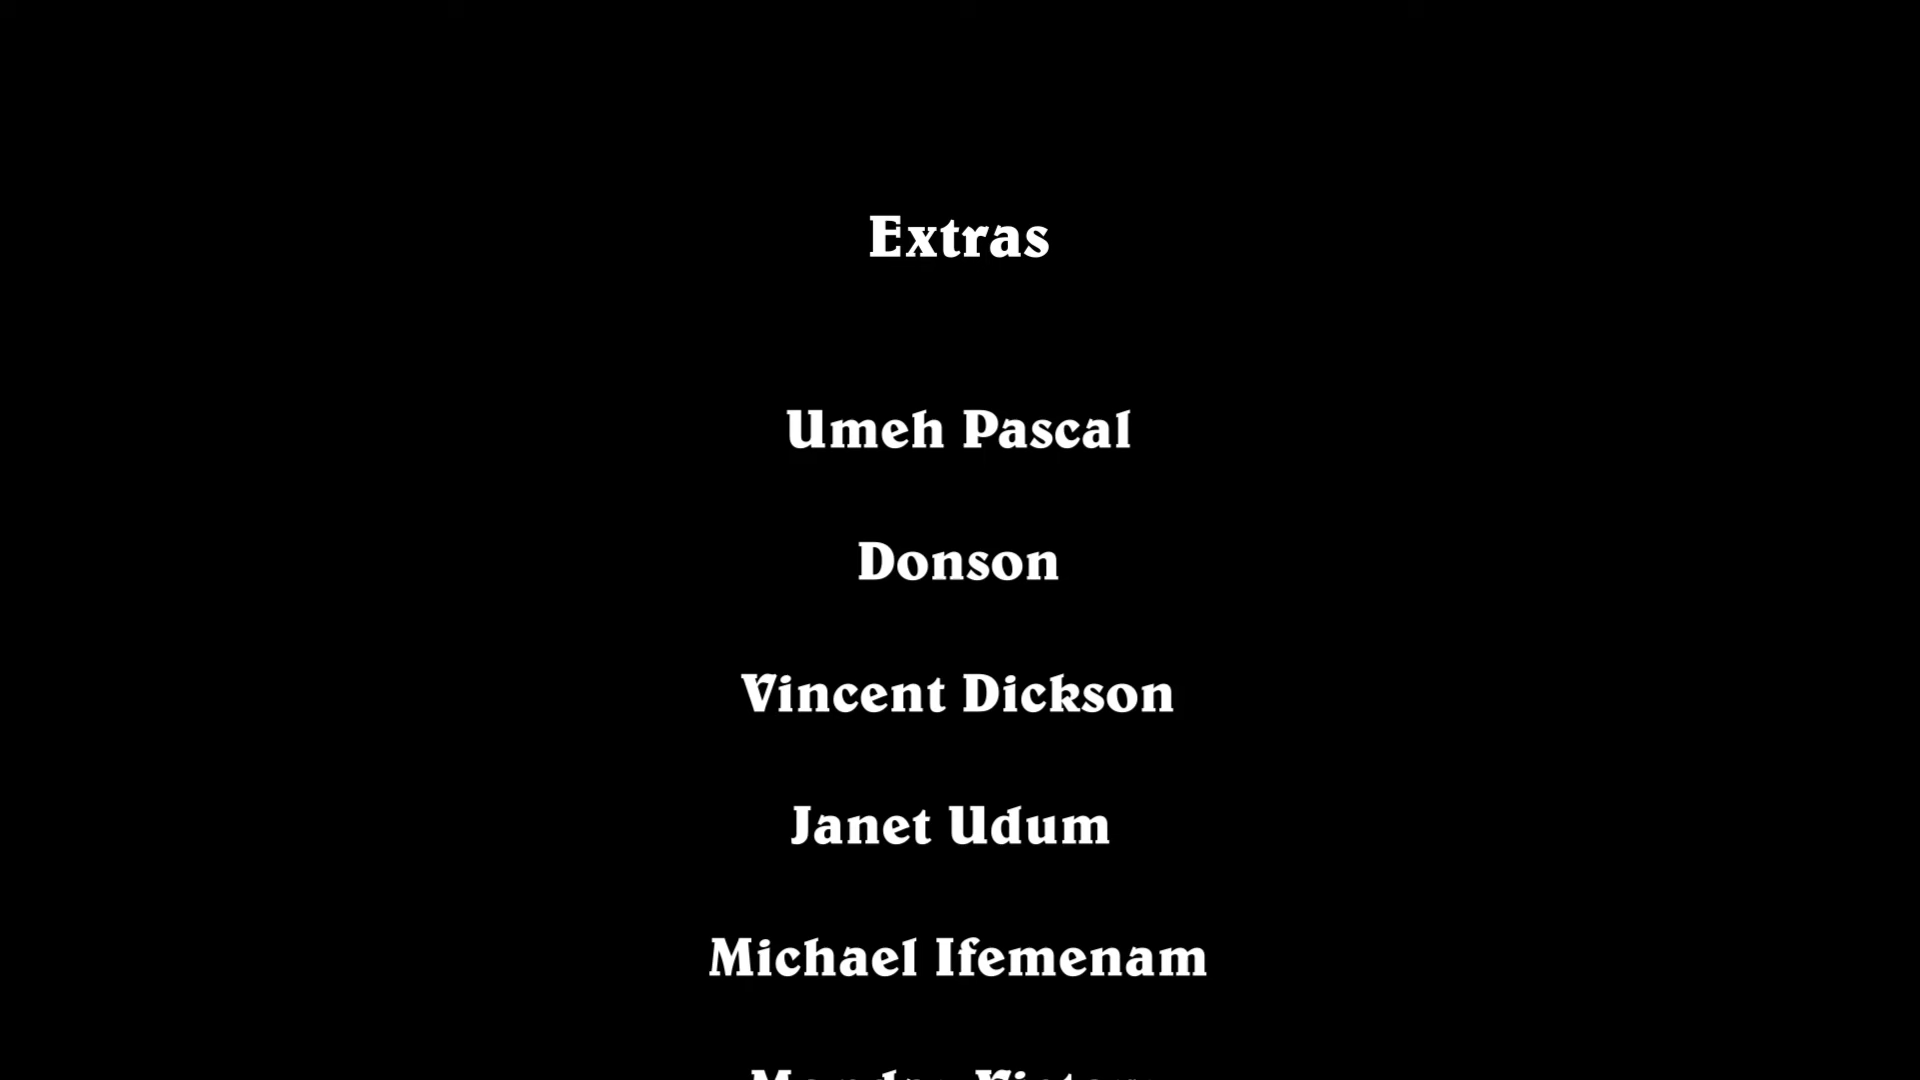 Extras
Umeh Pascal
Donson
Vincent Dickson
Janet Udum
Michael Ifemenam